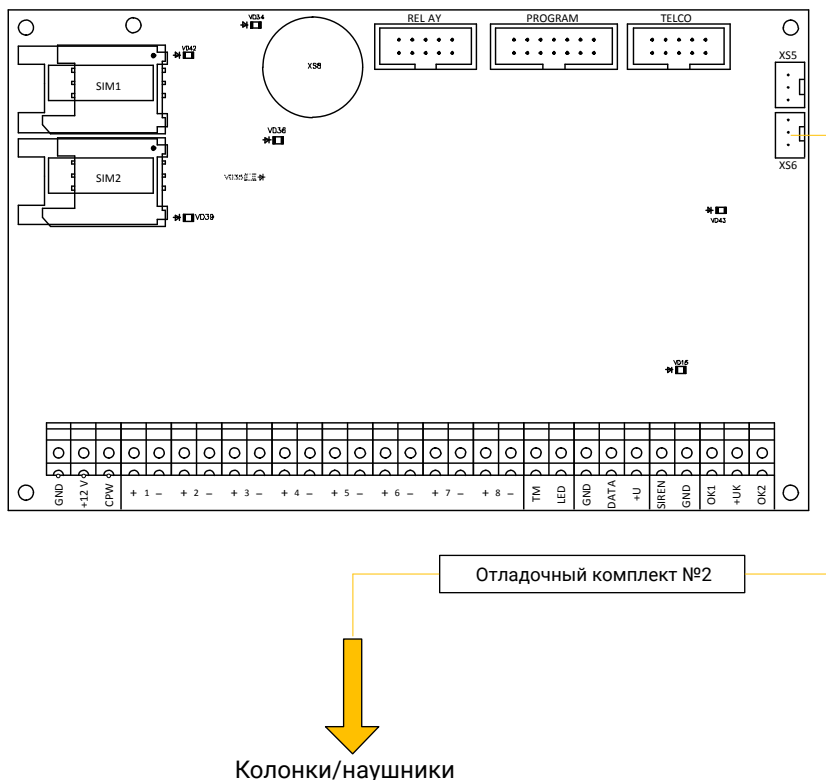 VD34
REL AY
PROGRAM
TELCO
VD42
XS5
XS8
SIM1
VD36
XS6
SIM2
VD35
VD39
VD43
VD15
GND
+12 V
CPW
+ 1 –
+ 2 –
+ 3 –
+ 4 –
+ 5 –
+ 6 –
+ 7 –
+ 8 –
TM
LED
GND
DATA
+U
SIREN
GND
OK1
+UK
OK2
Отладочный комплект №2
Колонки/наушники